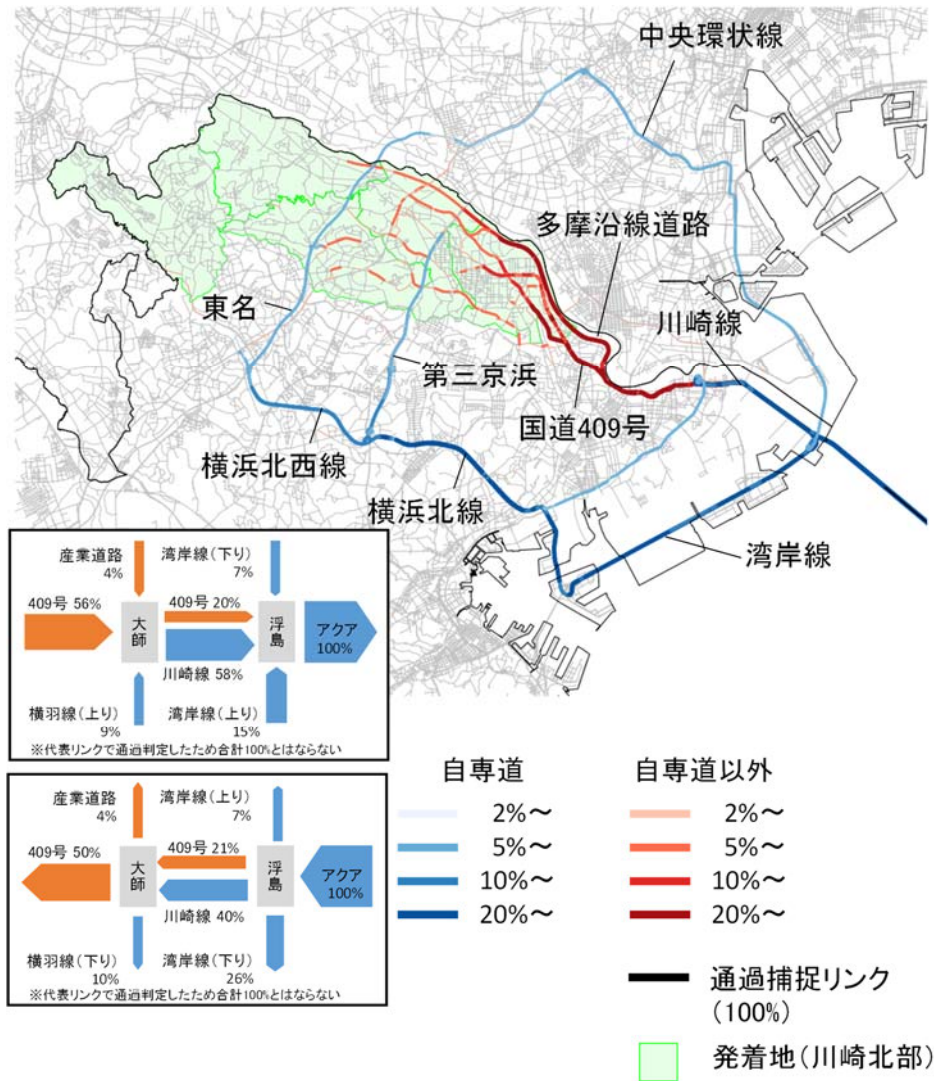 中央環状線
多摩沿線道路
川崎線
東名
第三京浜
国道409号
横浜北西線
横浜北線
湾岸線
産業道路
4%
湾岸線(下り)
7%
409号 56%
409号 20%
大師
浮島
アクア
100%
川崎線 58%
横羽線(上り)
9%
湾岸線(上り)
15%
※代表リンクで通過判定したため合計100%とはならない
産業道路
4%
湾岸線(上り)
7%
409号 50%
409号 21%
大師
浮島
アクア
100%
川崎線 40%
横羽線(下り)
10%
湾岸線(下り)
26%
※代表リンクで通過判定したため合計100%とはならない
自専道
2%～
5%～
10%～
20%～
自専道以外
2%～
5%～
10%～
20%～
通過捕捉リンク
(100%)
発着地(川崎北部)